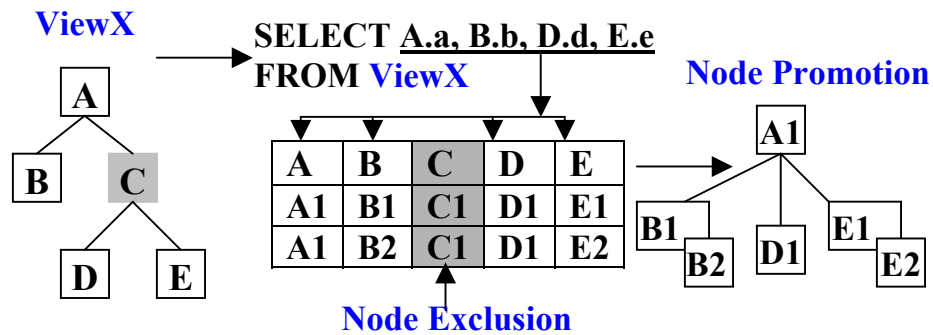 ViewX
SELECT A.a, B.b, D.d, E.e
FROM ViewX
Node Promotion
A
B
C
D
E
A B C D E
A1 B1 C1 D1 E1
A1 B2 C1 D1 E2
Node Exclusion
A1
B1
B2
D1
E1
E2